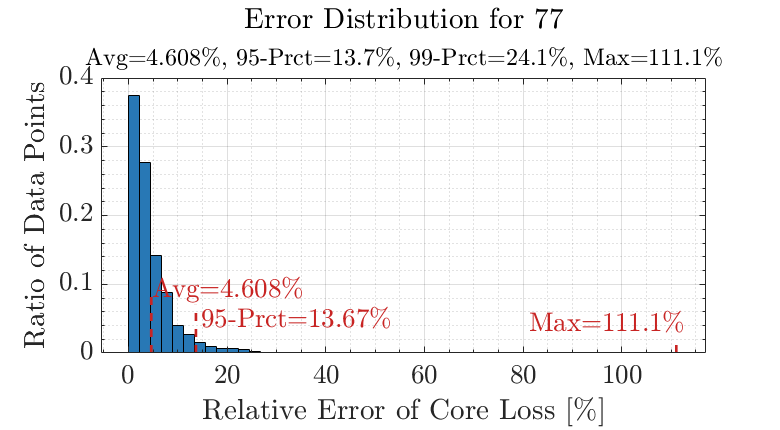 Error Distribution for 77
Avg=4.608%, 95-Prct=13.7%, 99-Prct=24.1%, Max=111.1%
Ratio of Data Points
0.4
0.3
0.2
0.1
0
Avg=4.608%
95-Prct=13.67%
Max=111.1%
0 20 40 60 80 100
Relative Error of Core Loss [%]